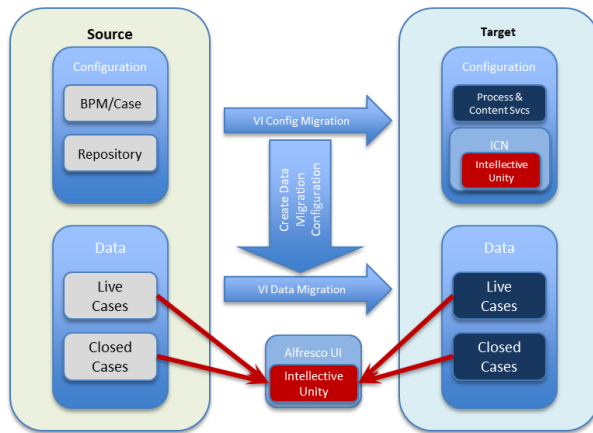 Source
Configuration
BPM/Case
Repository
Data
Live
Cases
Closed
Cases
VI Config Migration
Create Data
Migration
Configuration
VI Data Migration
Alfresco UI
Intellective
Unity
Target
Configuration
Process &
Content Svcs
ICN
Intellective
Unity
Data
Live
Cases
Closed
Cases